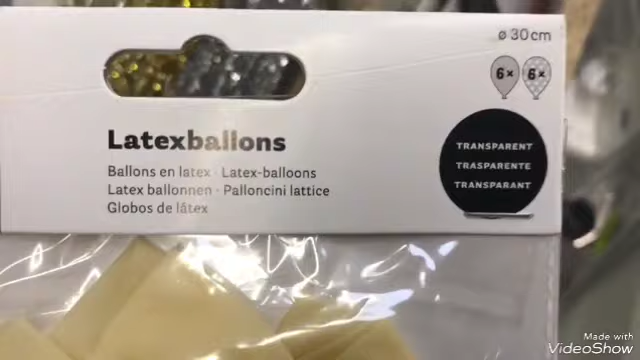 ø 30cm
6× 6×
Latexballons
Ballons en latex · Latex-balloons
Latex ballonnen · Palloncini lattice
Globos de látex
TRANSPARENT
TRASPARENTE
TRANSPARANT
Made with
VideoShow